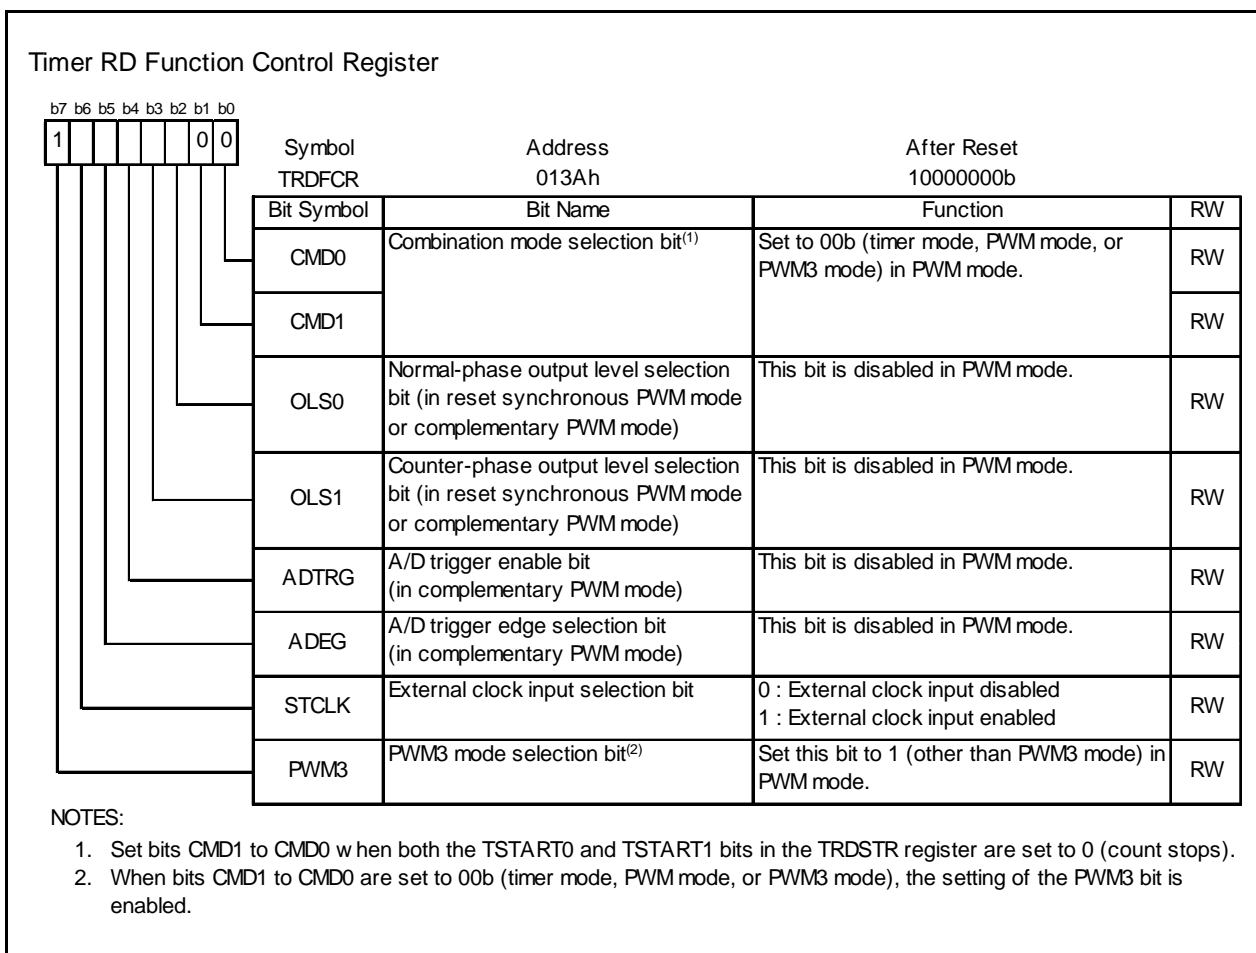 Timer RD Function Control Register
b7 b6 b5 b4 b3 b2 b1 b0
1 0 0
Symbol Address After Reset
TRDFCR 013Ah 10000000b
Bit Symbol Bit Name Function RW
CMD0 Combination mode selection bit(1) Set to 00b (timer mode, PWM mode, or PWM3 mode) in PWM mode. RW
CMD1 RW
OLS0 Normal-phase output level selection bit (in reset synchronous PWM mode or complementary PWM mode) This bit is disabled in PWM mode. RW
OLS1 Counter-phase output level selection bit (in reset synchronous PWM mode or complementary PWM mode) This bit is disabled in PWM mode. RW
ADTRG A/D trigger enable bit (in complementary PWM mode) This bit is disabled in PWM mode. RW
ADEG A/D trigger edge selection bit (in complementary PWM mode) This bit is disabled in PWM mode. RW
STCLK External clock input selection bit 0 : External clock input disabled 1 : External clock input enabled RW
PWM3 PWM3 mode selection bit(2) Set this bit to 1 (other than PWM3 mode) in PWM mode. RW
NOTES:
1. Set bits CMD1 to CMD0 when both the TSTART0 and TSTART1 bits in the TRDSTR register are set to 0 (count stops).
2. When bits CMD1 to CMD0 are set to 00b (timer mode, PWM mode, or PWM3 mode), the setting of the PWM3 bit is
enabled.